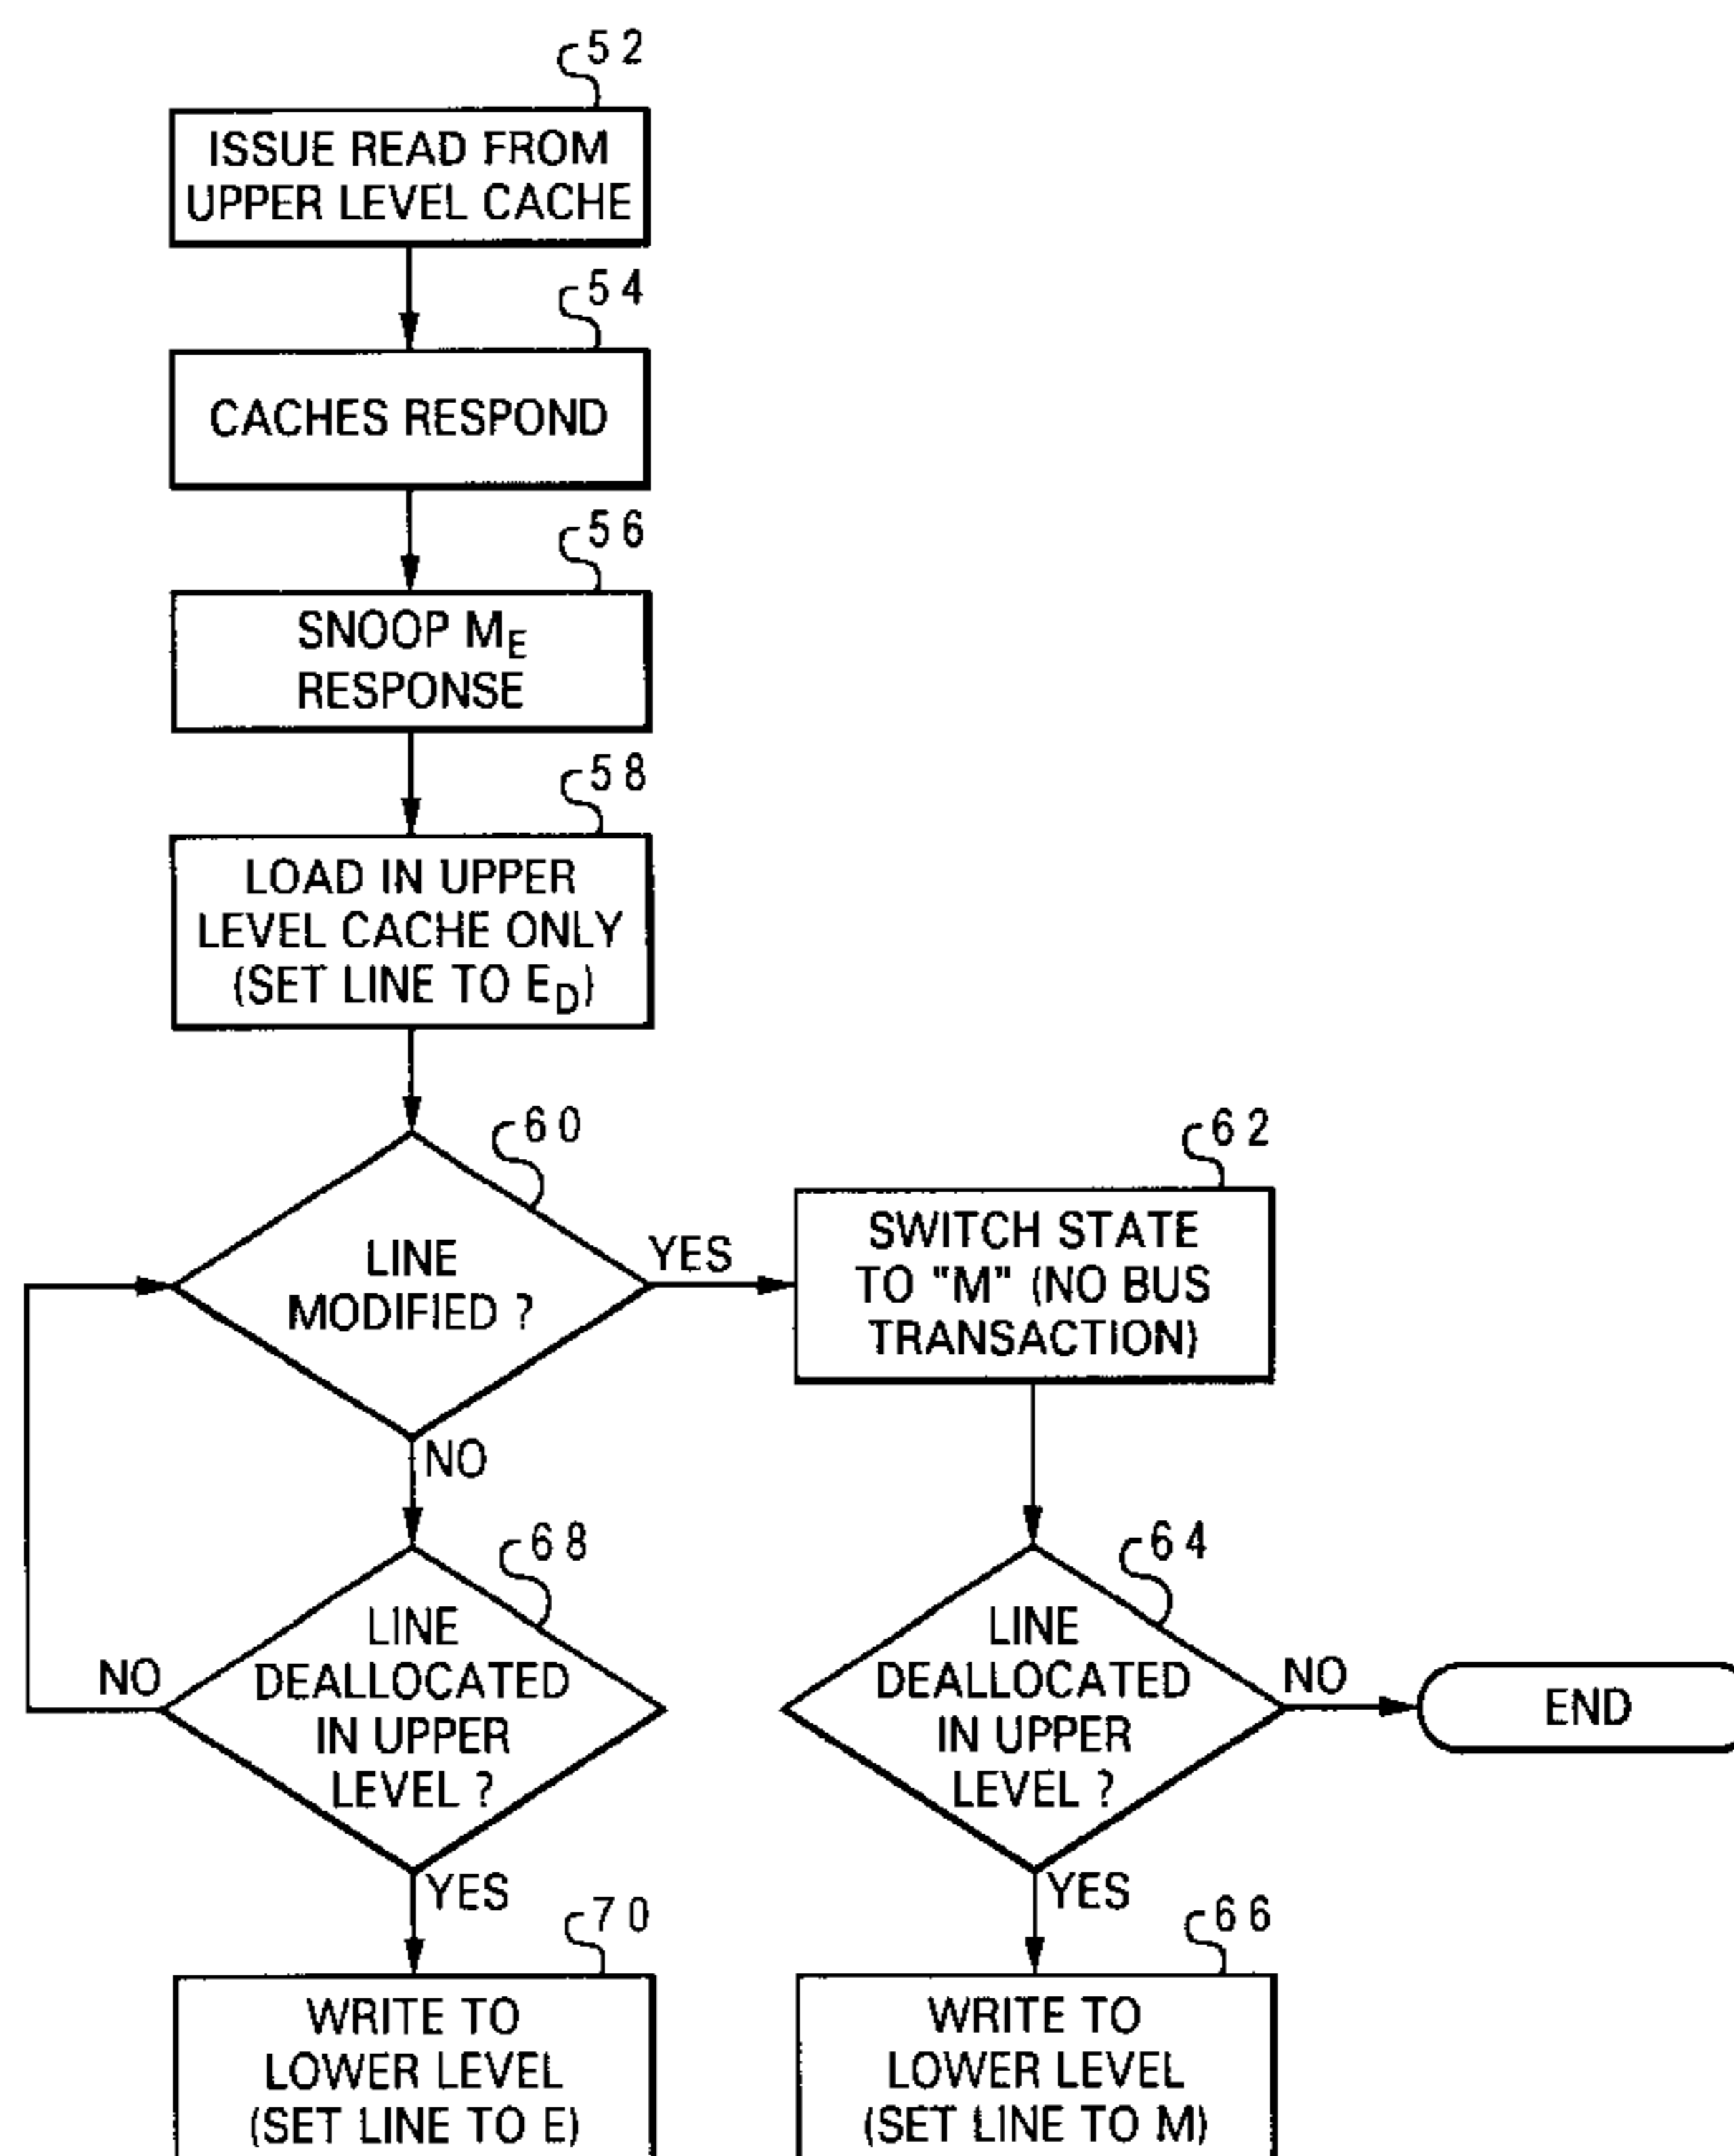 52
ISSUE READ FROM
UPPER LEVEL CACHE
54
CACHES RESPOND
56
SNOOP M_E
RESPONSE
58
LOAD IN UPPER
LEVEL CACHE ONLY
(SET LINE TO E_D)
60
LINE
MODIFIED ?
YES
NO
62
SWITCH STATE
TO "M" (NO BUS
TRANSACTION)
68
LINE
DEALLOCATED
IN UPPER
LEVEL ?
NO
YES
64
LINE
DEALLOCATED
IN UPPER
LEVEL ?
NO
END
YES
70
WRITE TO
LOWER LEVEL
(SET LINE TO E)
66
WRITE TO
LOWER LEVEL
(SET LINE TO M)